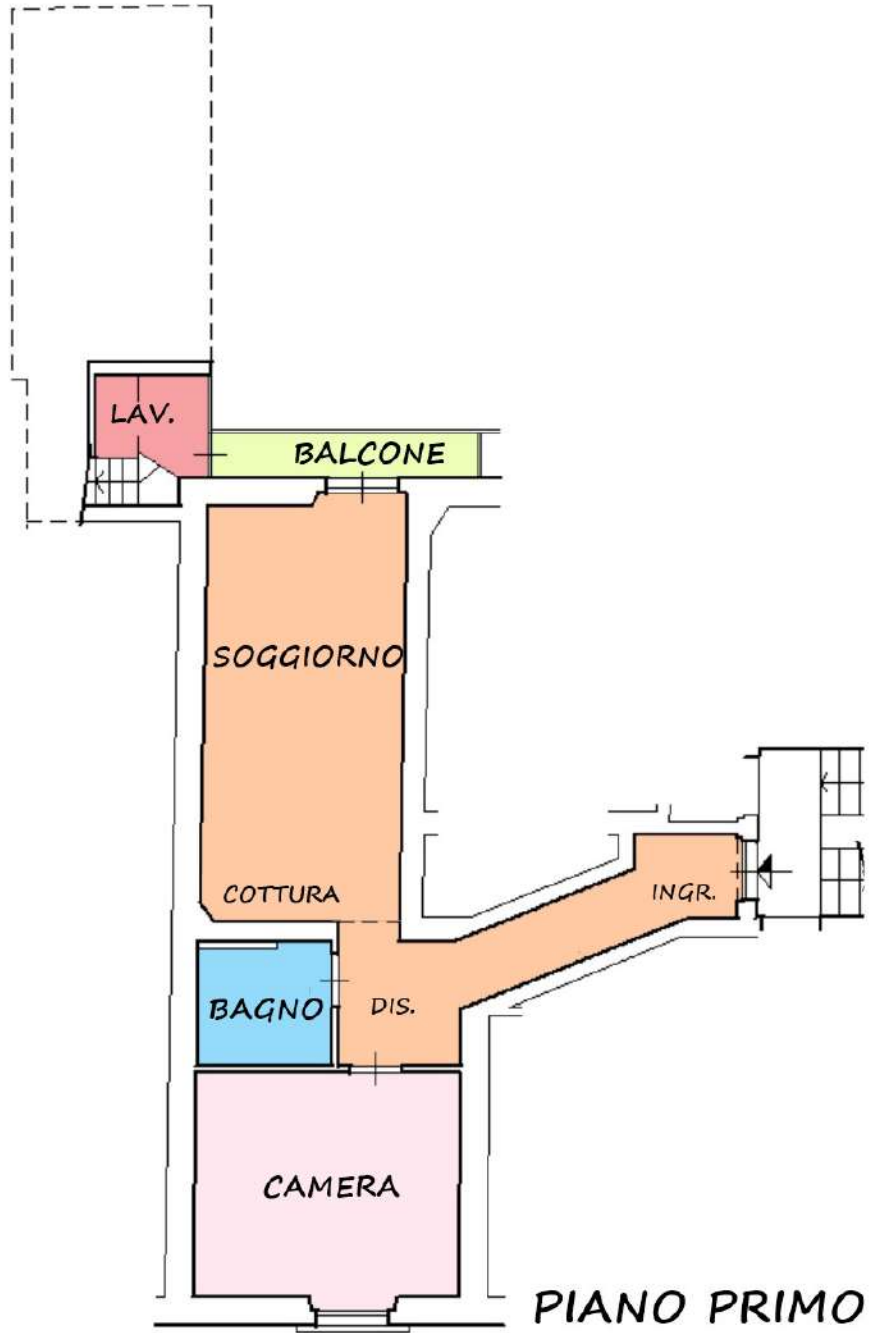 LAV.
BALCONE
SOGGIORNO
COTTURA
INGR.
BAGNO
DIS.
CAMERA
PIANO PRIMO